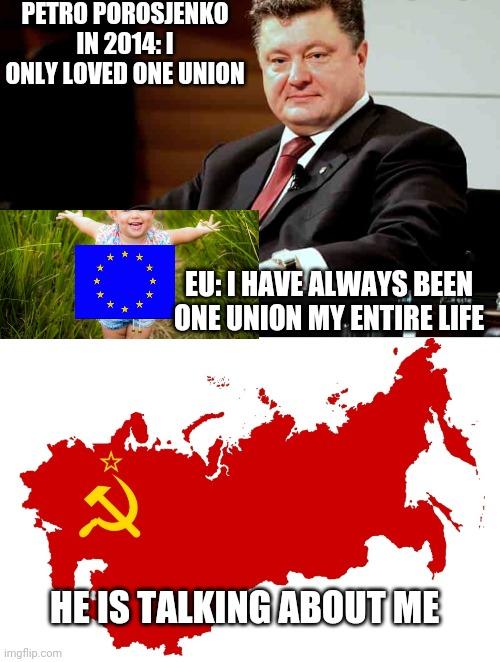 PETRO POROSJENKO
IN 2014: I
ONLY LOVED ONE UNION
EU: I HAVE ALWAYS BEEN
ONE UNION MY ENTIRE LIFE
HE IS TALKING ABOUT ME
imgflip.com